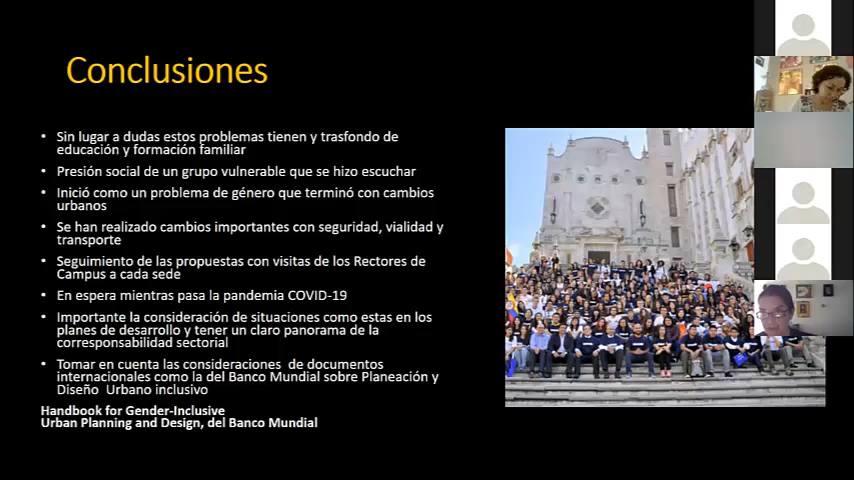 Conclusiones
• Sin lugar a dudas estos problemas tienen y trasfondo de
educación y formación familiar
• Presión social de un grupo vulnerable que se hizo escuchar
• Inició como un problema de género que terminó con cambios
urbanos
• Se han realizado cambios importantes con seguridad, vialidad y
transporte
• Seguimiento de las propuestas con visitas de los Rectores de
Campus a cada sede
• En espera mientras pasa la pandemia COVID-19
• Importante la consideración de situaciones como estas en los
planes de desarrollo y tener un claro panorama de la
corresponsabilidad sectorial
• Tomar en cuenta las consideraciones de documentos
internacionales como la del Banco Mundial sobre Planeación y
Diseño Urbano inclusivo
Handbook for Gender-Inclusive
Urban Planning and Design, del Banco Mundial